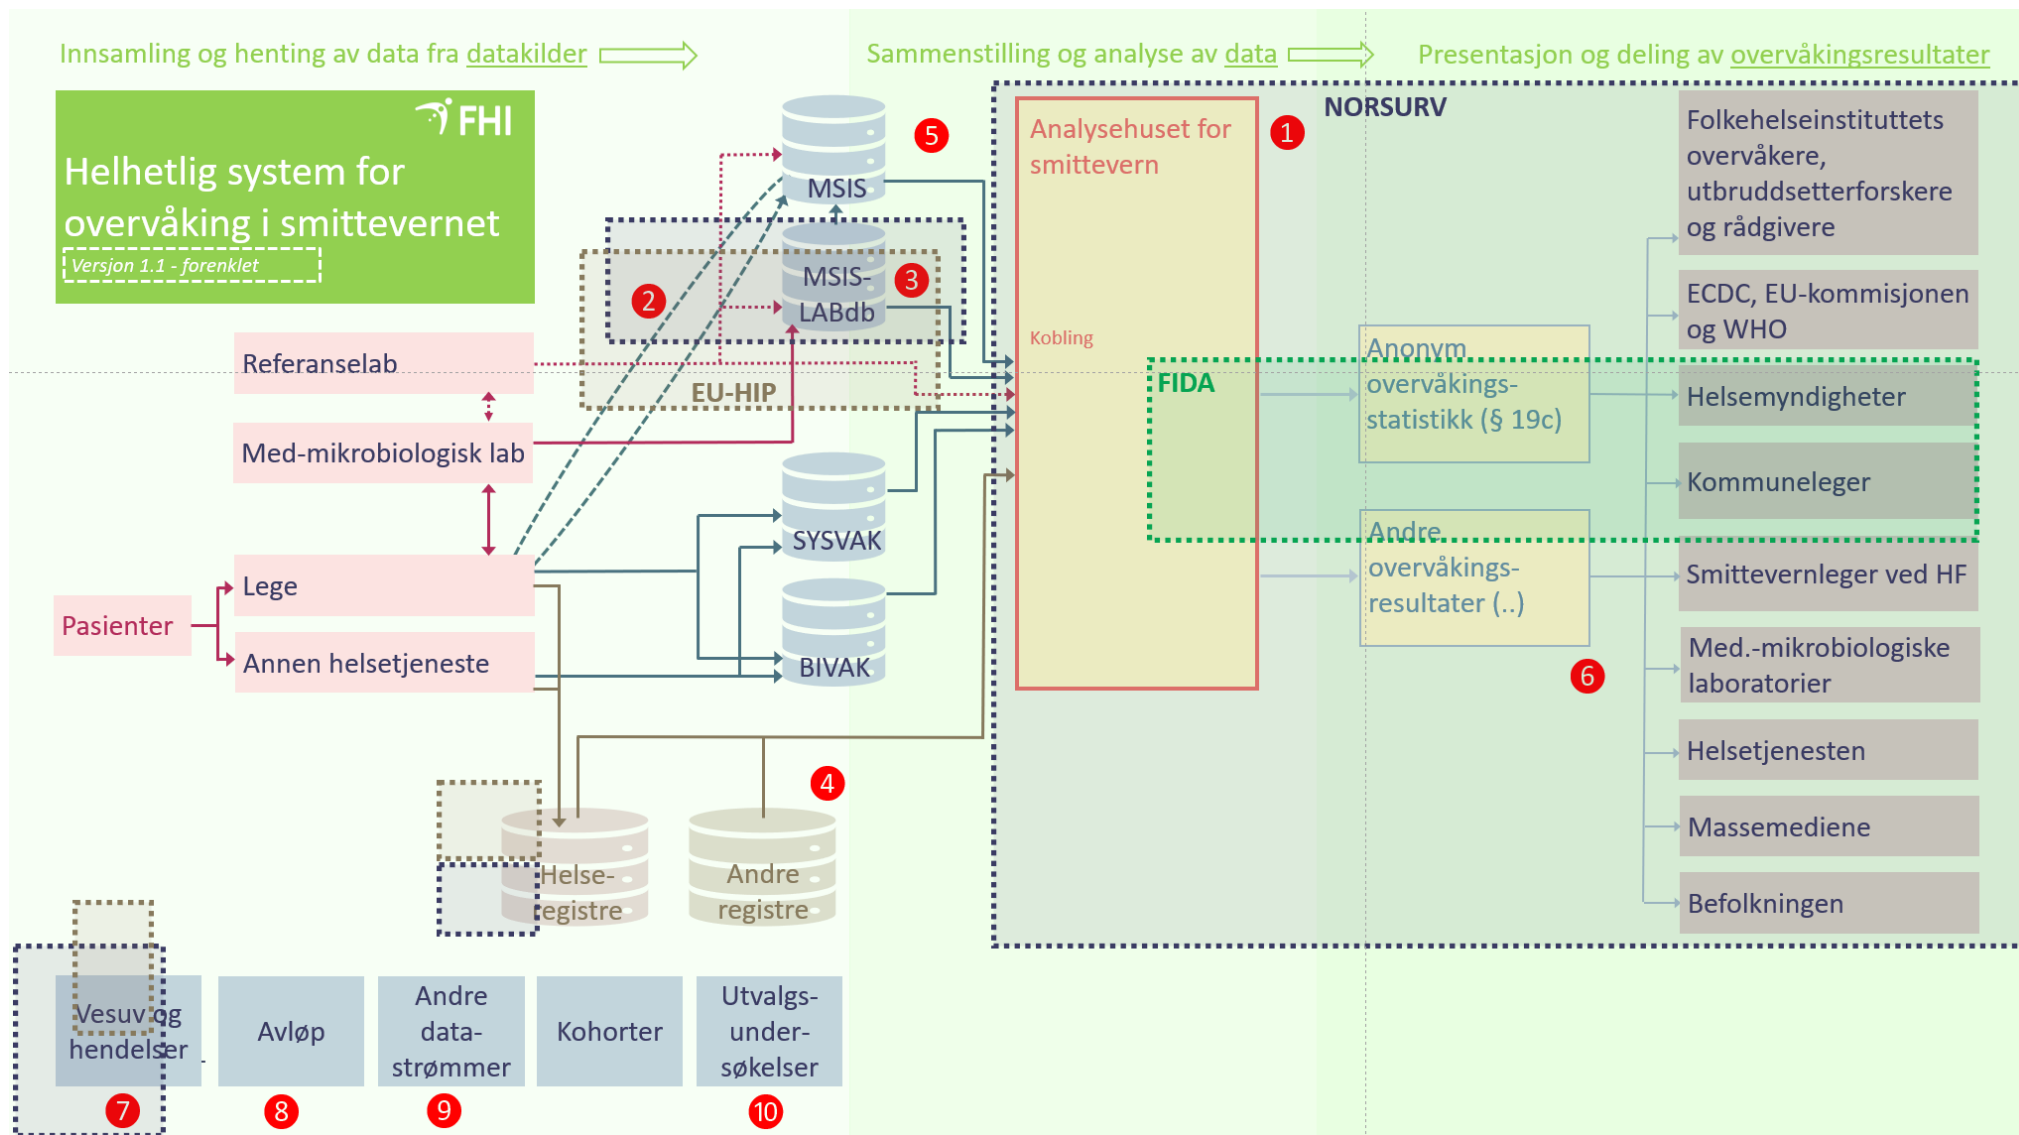 Innsamling og henting av data fra datakilder
Sammenstilling og analyse av data
Presentasjon og deling av overvåkingsresultater
FHI
Helhetlig system for
overvåking i smittevernet
Versjon 1.1 - forenklet
Referanselab
Med-mikrobiologisk lab
Lege
Pasienter
Annen helsetjeneste
MSIS
5
2
MSIS-
LABdb
3
EU-HIP
SYSVAK
BIVAK
4
Helse-
registre
Andre
registre
Vesuv og
hendelser
7
Avløp
8
Andre
data-
strømmer
9
Kohorter
Utvalgs-
under-
søkelser
10
Analysehuset for
smittevern
Kobling
1
NORSURV
FIDA
Anonym
overvåkings-
statistikk (§ 19c)
Andre
overvåkings-
resultater (..)
6
Folkehelseinstituttets
overvåkere,
utbruddsetterforskere
og rådgivere
ECDC, EU-kommisjonen
og WHO
Helsemyndigheter
Kommuneleger
Smittevernleger ved HF
Med.-mikrobiologiske
laboratorier
Helsetjenesten
Massemediene
Befolkningen